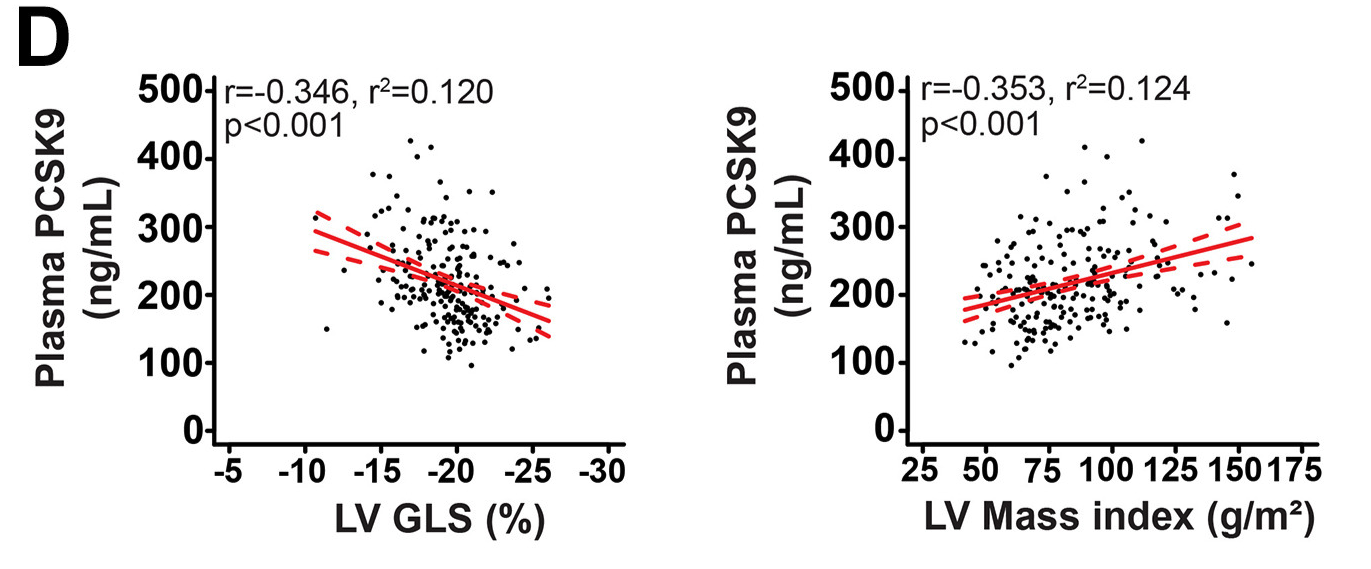 D
r=-0.346, r²=0.120
p<0.001
Plasma PCSK9
(ng/mL)
500
400
300
200
100
0
-5 -10 -15 -20 -25 -30
LV GLS (%)
r=-0.353, r²=0.124
p<0.001
Plasma PCSK9
(ng/mL)
500
400
300
200
100
0
25 50 75 100 125 150 175
LV Mass index (g/m²)